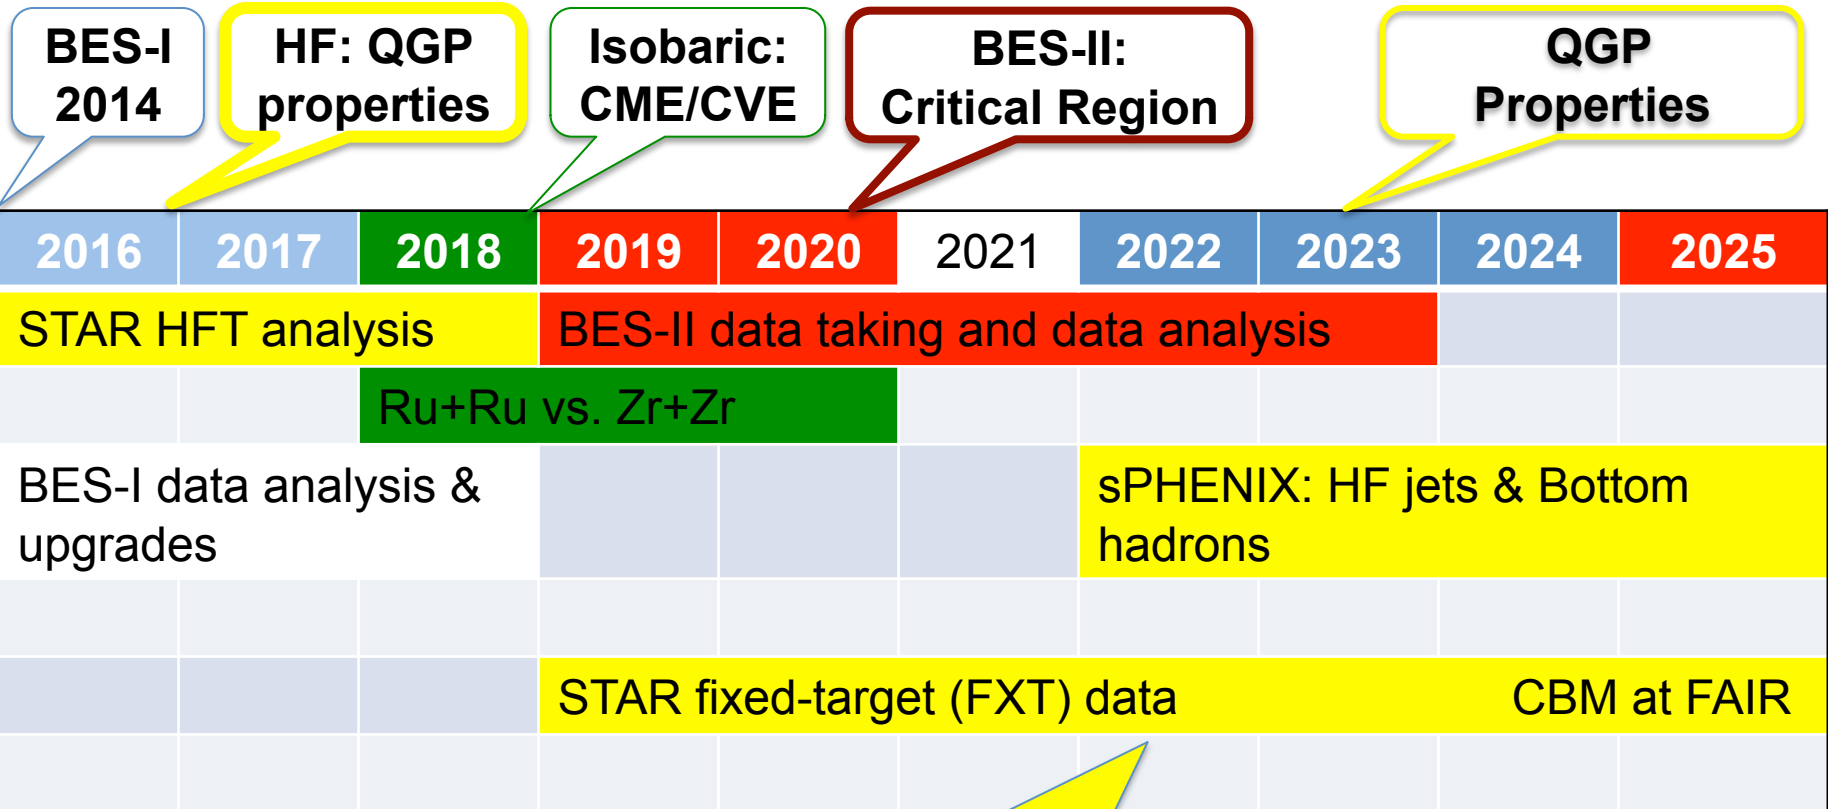 BES-I
2014
HF: QGP
properties
Isobaric:
CME/CVE
BES-II:
Critical Region
QGP
Properties
2016 2017 2018 2019 2020 2021 2022 2023 2024 2025
STAR HFT analysis BES-II data taking and data analysis
Ru+Ru vs. Zr+Zr
BES-I data analysis &
upgrades
sPHENIX: HF jets & Bottom
hadrons
STAR fixed-target (FXT) data CBM at FAIR